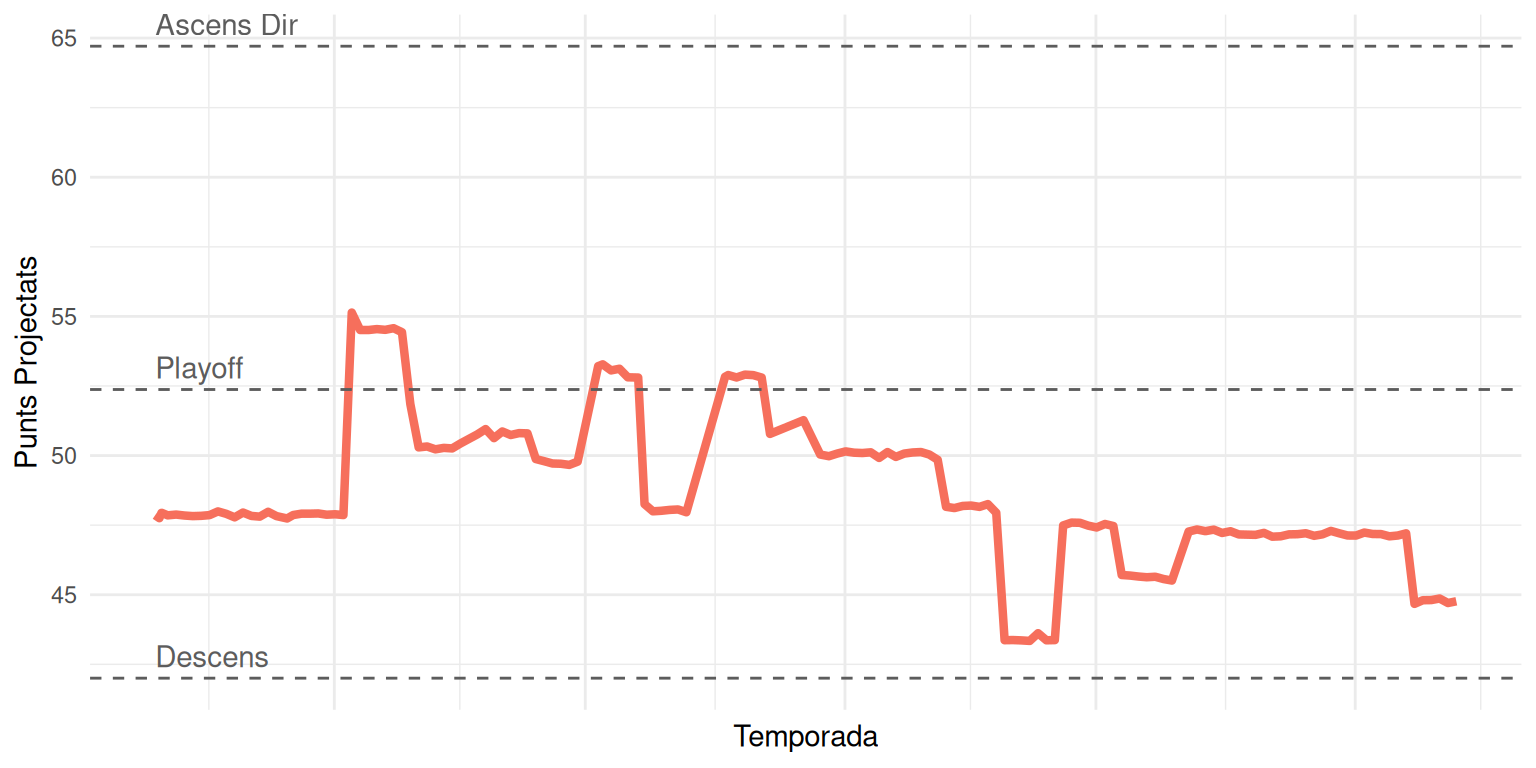 Ascens Dir
65
60
Punts Projectats
55
Playoff
50
45
Descens
Temporada